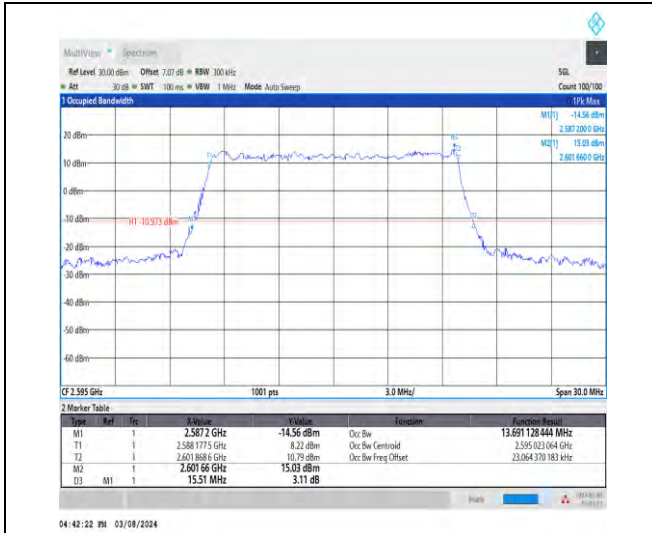 MultiView Spectrum
Ref Level 30.00 dBm Offset 7.07 dB RBW 300 kHz SGL
Att 30 dB SWT 100 ms VBW 1 MHz Mode Auto Sweep Count 100/100
1 Occupied Bandwidth 1Pk Max
M1[1] -14.56 dBm
2.587 200 0 GHz
M2[1] 15.03 dBm
2.601 660 0 GHz
20 dBm
10 dBm
0 dBm
H1 -10.973 dBm
-10 dBm
-20 dBm
-30 dBm
-40 dBm
-50 dBm
-60 dBm
CF 2.595 GHz 1001 pts 3.0 MHz/ Span 30.0 MHz
2 Marker Table
Type Ref Trc X-Value Y-Value Function Function Result
M1 1 2.587 2 GHz -14.56 dBm Occ Bw 13.691 128 444 MHz
T1 1 2.588 177 5 GHz 8.22 dBm Occ Bw Centroid 2.595 023 064 GHz
T2 1 2.601 868 6 GHz 10.79 dBm Occ Bw Freq Offset 23.064 370 183 kHz
M2 1 2.601 66 GHz 15.03 dBm
D3 M1 1 15.51 MHz 3.11 dB
04:42:22 PM 03/08/2024